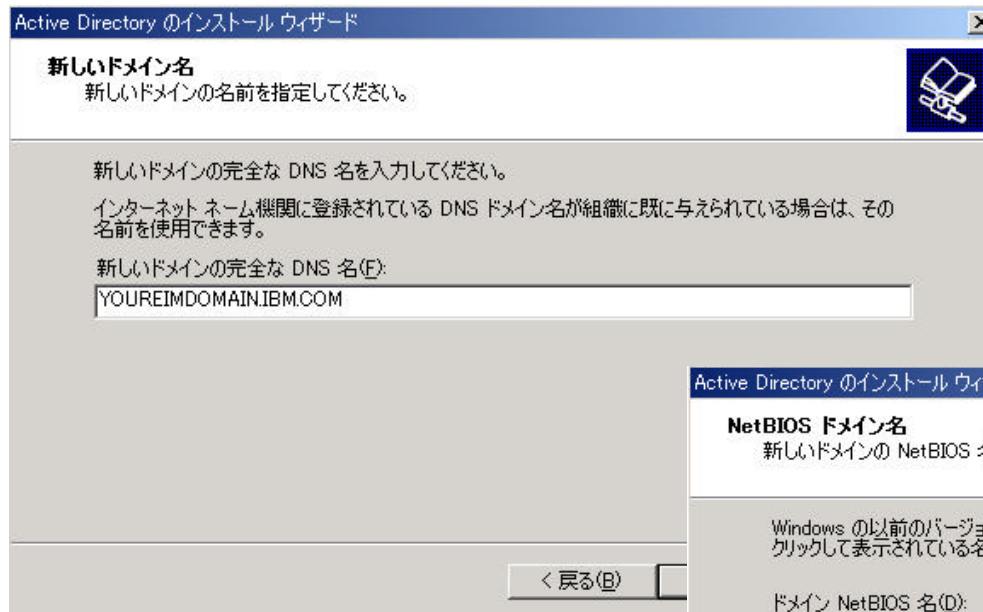 Active Directory のインストール ウィザード
新しいドメイン名
新しいドメインの名前を指定してください。
新しいドメインの完全な DNS 名を入力してください。
インターネット ネーム機関に登録されている DNS ドメイン名が組織に既に与えられている場合は、その
名前を使用できます。
新しいドメインの完全な DNS 名(F):
YOUREIMDOMAIN.IBM.COM
< 戻る(B)
Active Directory のインストール ウィ
NetBIOS ドメイン名
新しいドメインの NetBIOS
Windows の以前のバージョ
クリックして表示されている名
ドメイン NetBIOS 名(D):